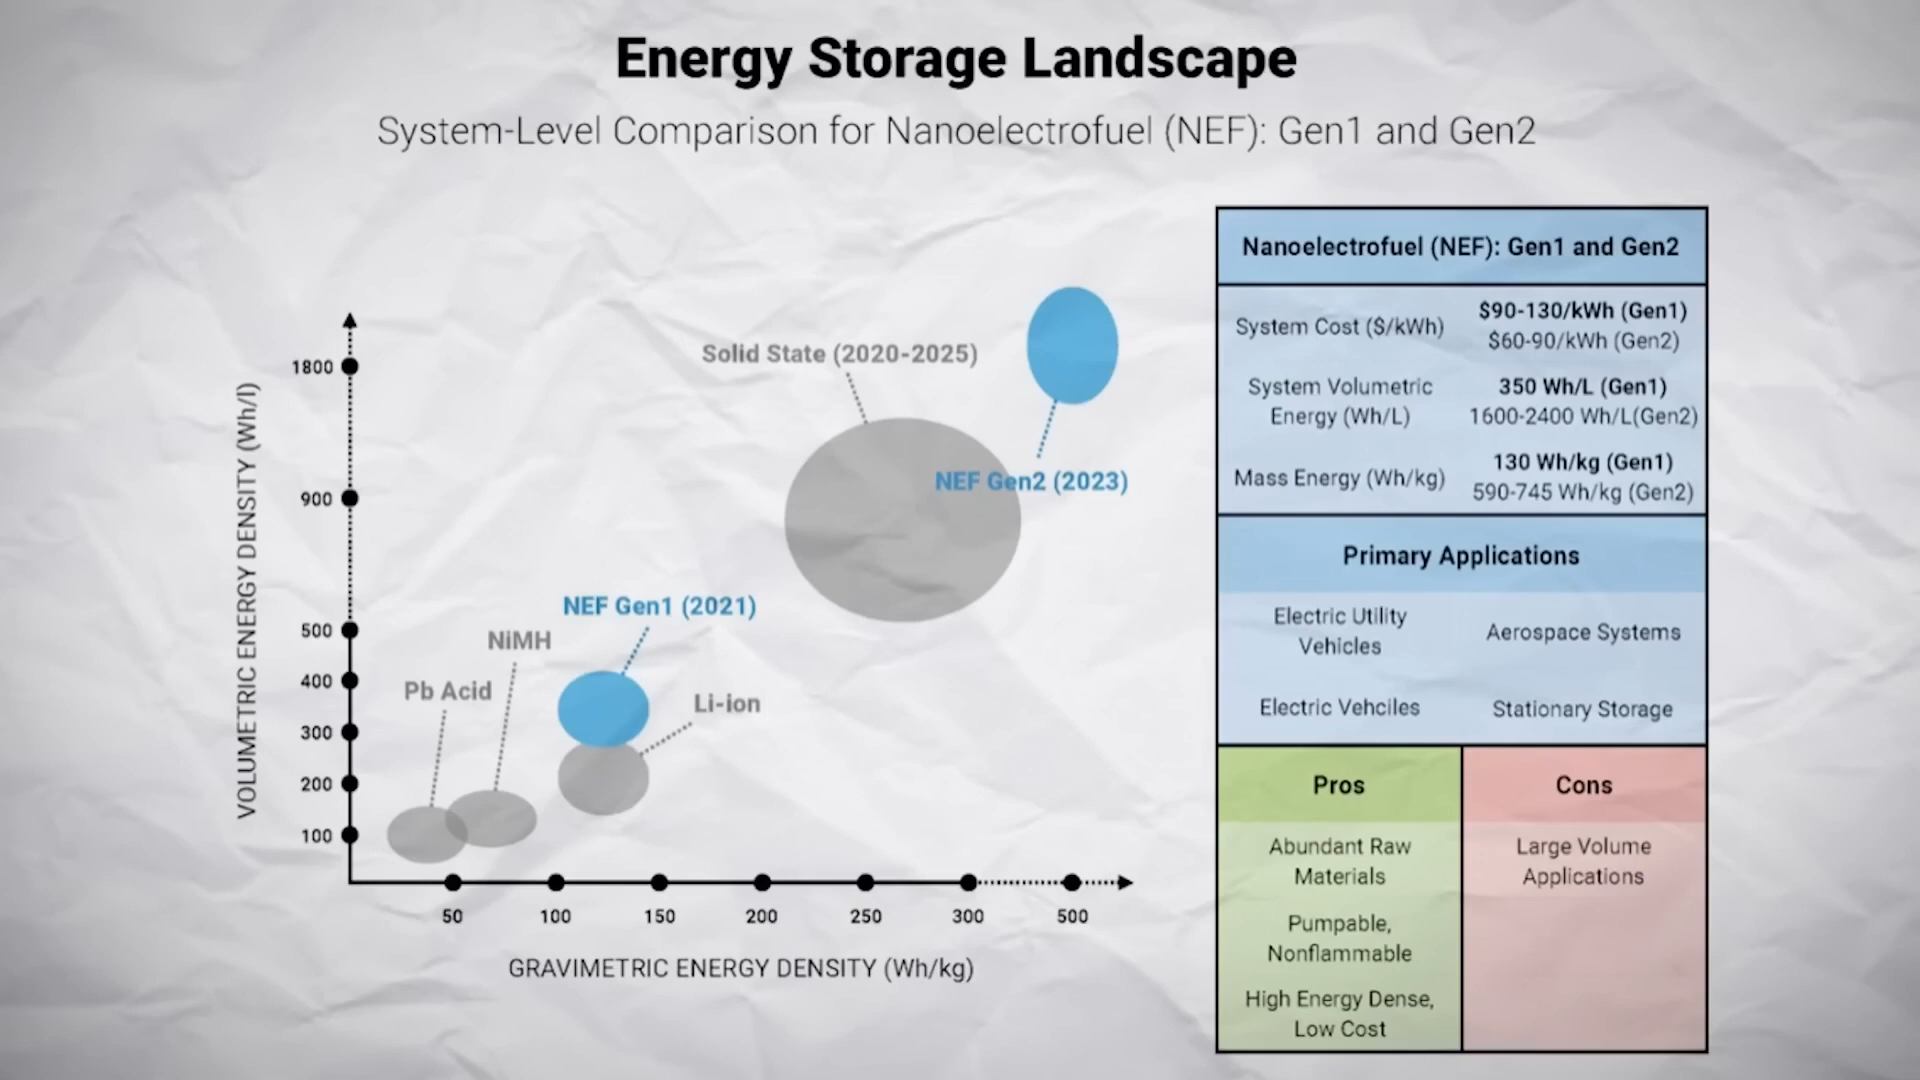 Energy Storage Landscape
System-Level Comparison for Nanoelectrofuel (NEF): Gen1 and Gen2
VOLUMETRIC ENERGY DENSITY (Wh/l)
1800
900
500
400
300
200
100
Solid State (2020-2025)
NEF Gen2 (2023)
NEF Gen1 (2021)
NiMH
Pb Acid
Li-ion
50
100
150
200
250
300
500
GRAVIMETRIC ENERGY DENSITY (Wh/kg)
Nanoelectrofuel (NEF): Gen1 and Gen2
System Cost ($/kWh)
$90-130/kWh (Gen1)
$60-90/kWh (Gen2)
System Volumetric
Energy (Wh/L)
350 Wh/L (Gen1)
1600-2400 Wh/L(Gen2)
Mass Energy (Wh/kg)
130 Wh/kg (Gen1)
590-745 Wh/kg (Gen2)
Primary Applications
Electric Utility
Vehicles
Aerospace Systems
Electric Vehciles
Stationary Storage
Pros
Abundant Raw
Materials
Pumpable,
Nonflammable
High Energy Dense,
Low Cost
Cons
Large Volume
Applications